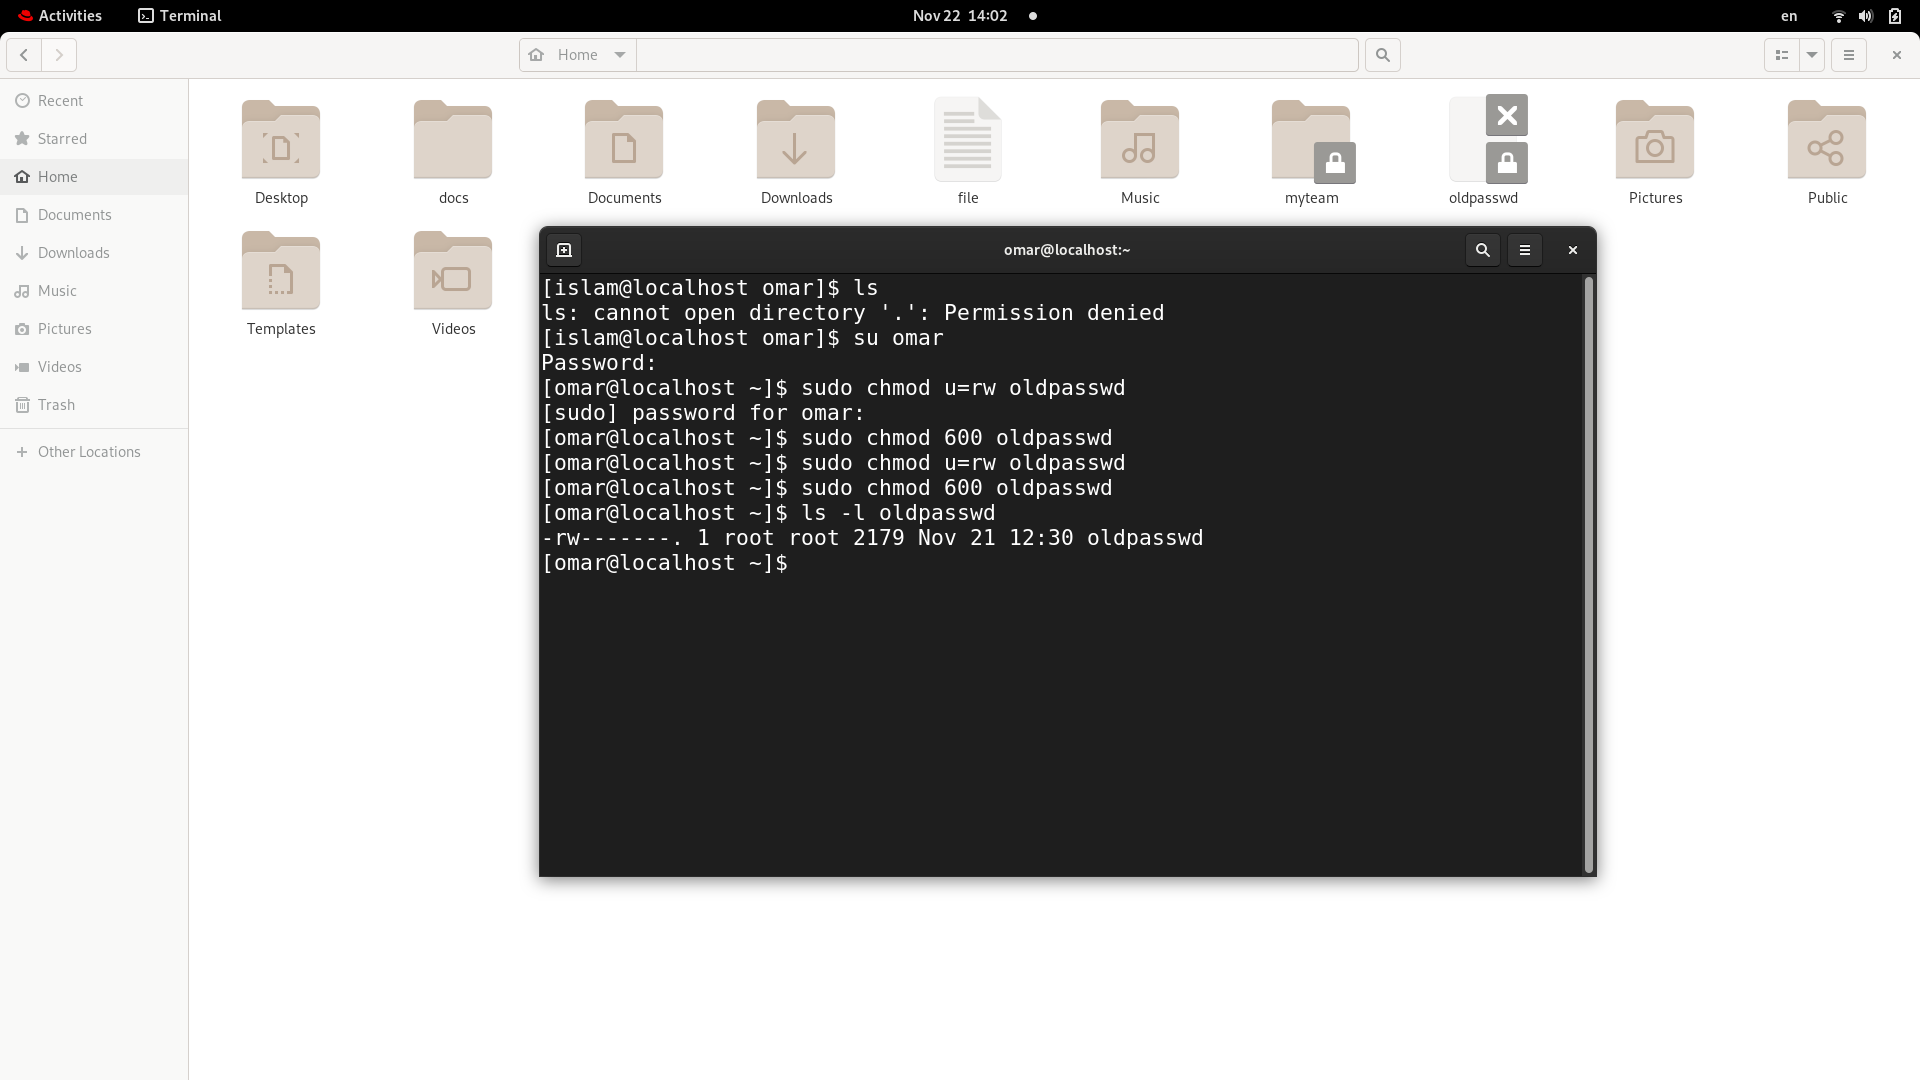 Activities
Terminal
Nov 22 14:02
en
Home
Recent
Starred
Home
Documents
Downloads
Music
Pictures
Videos
Trash
Other Locations
Desktop
docs
Documents
Downloads
file
Music
myteam
oldpasswd
Pictures
Public
Templates
Videos
omar@localhost:~
[islam@localhost omar]$ ls
ls: cannot open directory '.': Permission denied
[islam@localhost omar]$ su omar
Password:
[omar@localhost ~]$ sudo chmod u=rw oldpasswd
[sudo] password for omar:
[omar@localhost ~]$ sudo chmod 600 oldpasswd
[omar@localhost ~]$ sudo chmod u=rw oldpasswd
[omar@localhost ~]$ sudo chmod 600 oldpasswd
[omar@localhost ~]$ ls -l oldpasswd
-rw-------. 1 root root 2179 Nov 21 12:30 oldpasswd
[omar@localhost ~]$